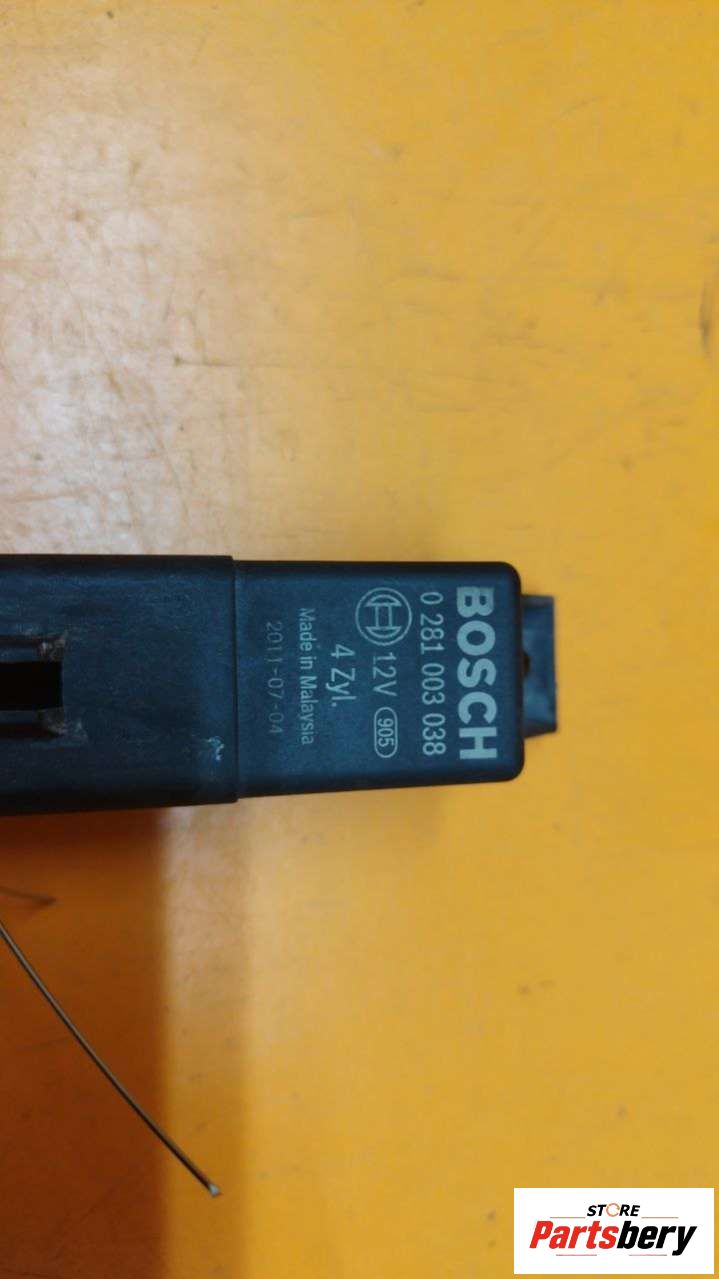 BOSCH
0 281 003 038
12V 905
4 Zyl.
Made in Malaysia
2011-07-04
STORE
Partsbery